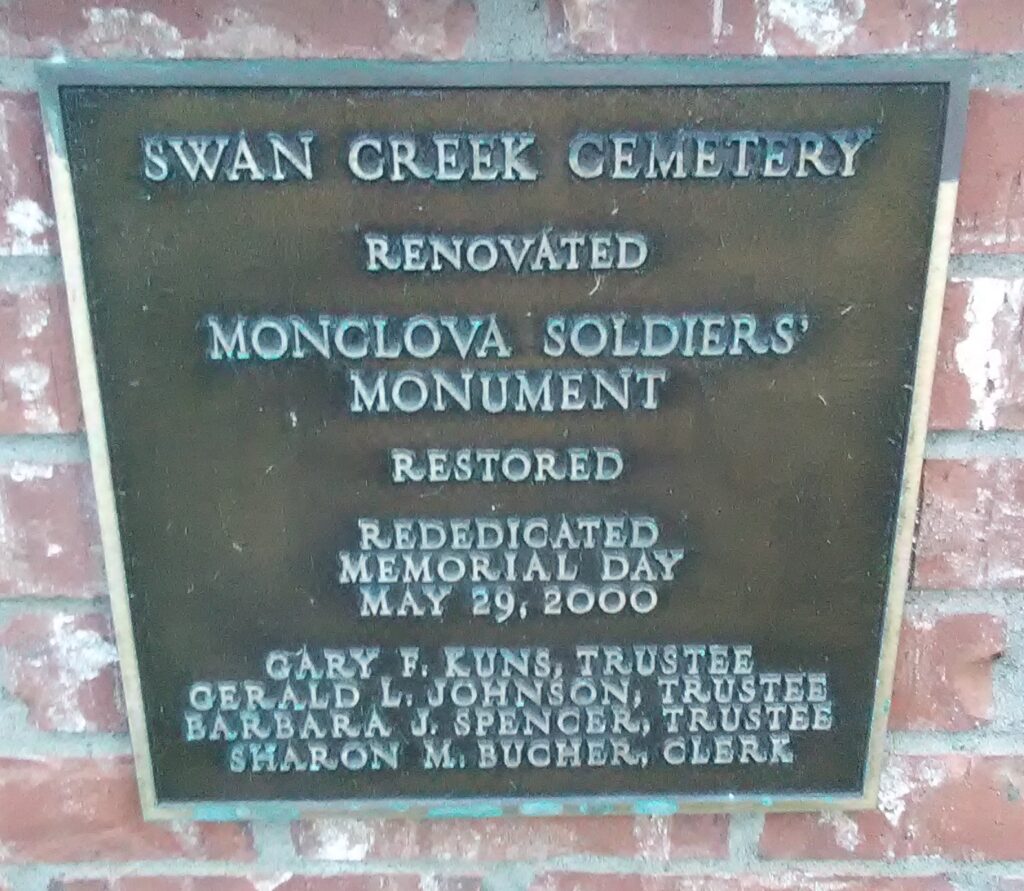 SWAN CREEK CEMETERY
RENOVATED
MONCLOVA SOLDIERS'
MONUMENT
RESTORED
REDEDICATED
MEMORIAL DAY
MAY 29, 2000
GARY F. KUNS, TRUSTEE
GERALD L. JOHNSON, TRUSTEE
BARBARA J. SPENCER, TRUSTEE
SHARON M. BUCHER, CLERK